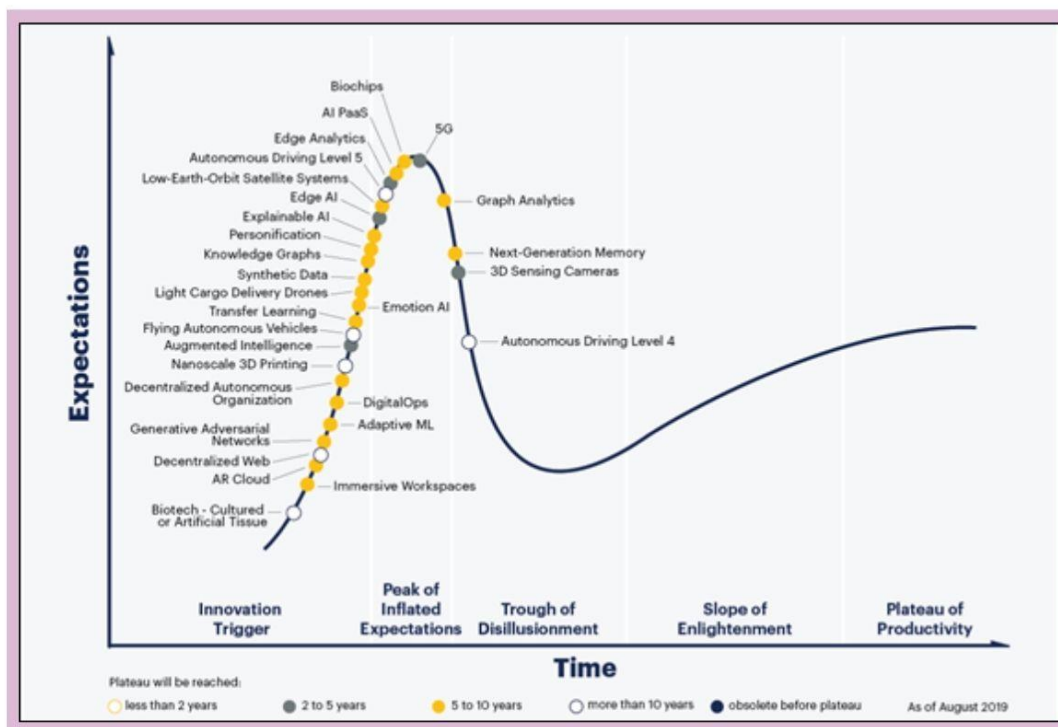 Biochips
AI PaaS
5G
Edge Analytics
Autonomous Driving Level 5
Low-Earth-Orbit Satellite Systems
Edge AI
Graph Analytics
Explainable AI
Personification
Knowledge Graphs
Next-Generation Memory
Synthetic Data
3D Sensing Cameras
Light Cargo Delivery Drones
Emotion AI
Transfer Learning
Flying Autonomous Vehicles
Augmented Intelligence
Autonomous Driving Level 4
Nanoscale 3D Printing
Decentralized Autonomous
Organization
DigitalOps
Adaptive ML
Generative Adversarial
Networks
Decentralized Web
AR Cloud
Immersive Workspaces
Biotech - Cultured
or Artificial Tissue
Expectations
Innovation
Trigger
Peak of
Inflated
Expectations
Trough of
Disillusionment
Slope of
Enlightenment
Plateau of
Productivity
Time
Plateau will be reached:
less than 2 years
2 to 5 years
5 to 10 years
more than 10 years
obsolete before plateau
As of August 2019